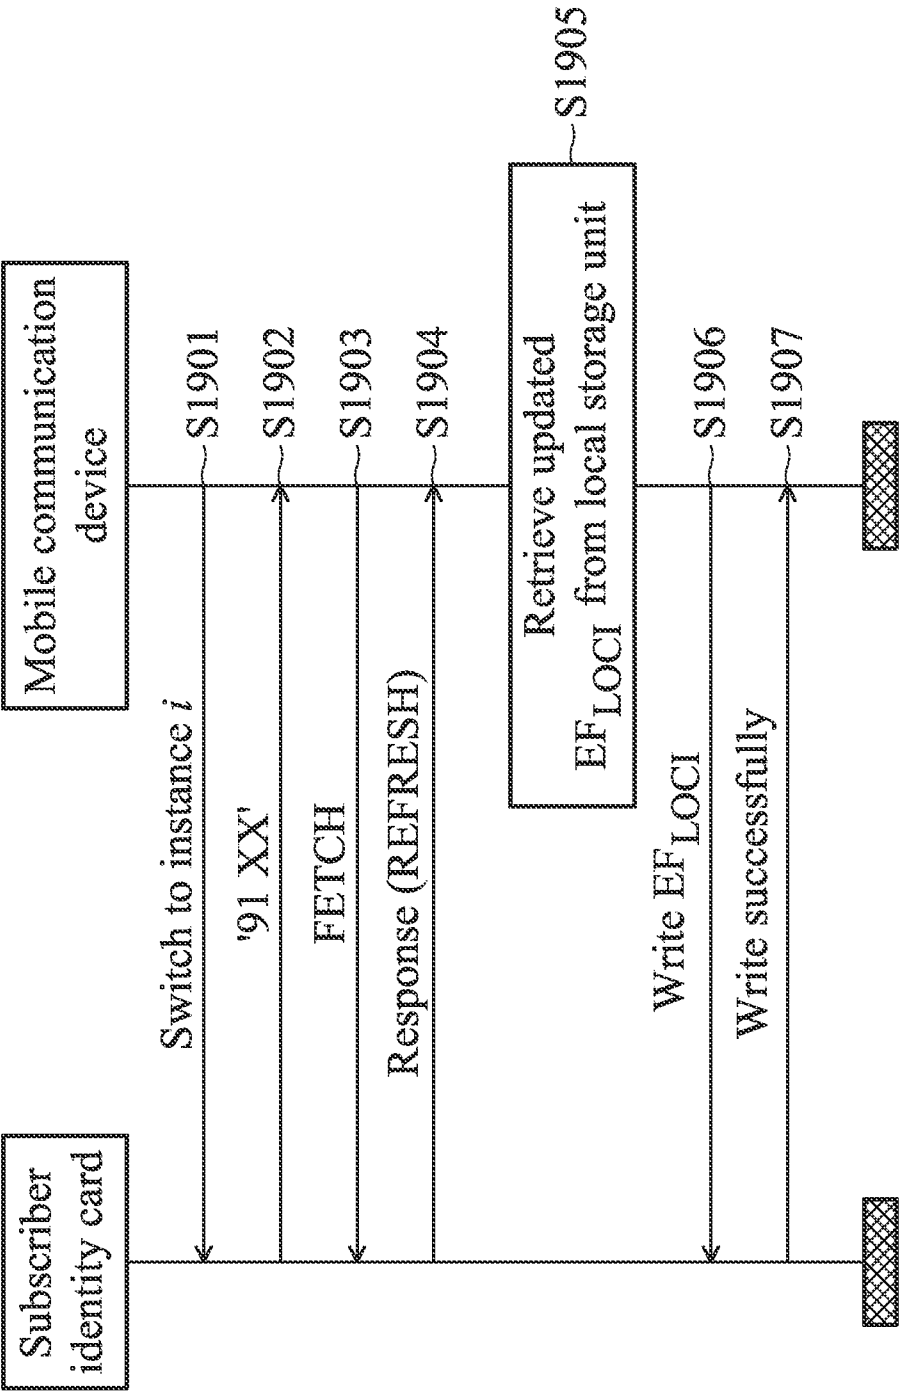 Subscriber
identity card
Mobile communication
device
Switch to instance i
S1901
'91 XX'
S1902
FETCH
S1903
Response (REFRESH)
S1904
Retrieve updated
EFLOCI from local storage unit
S1905
Write EFLOCI
S1906
Write successfully
S1907